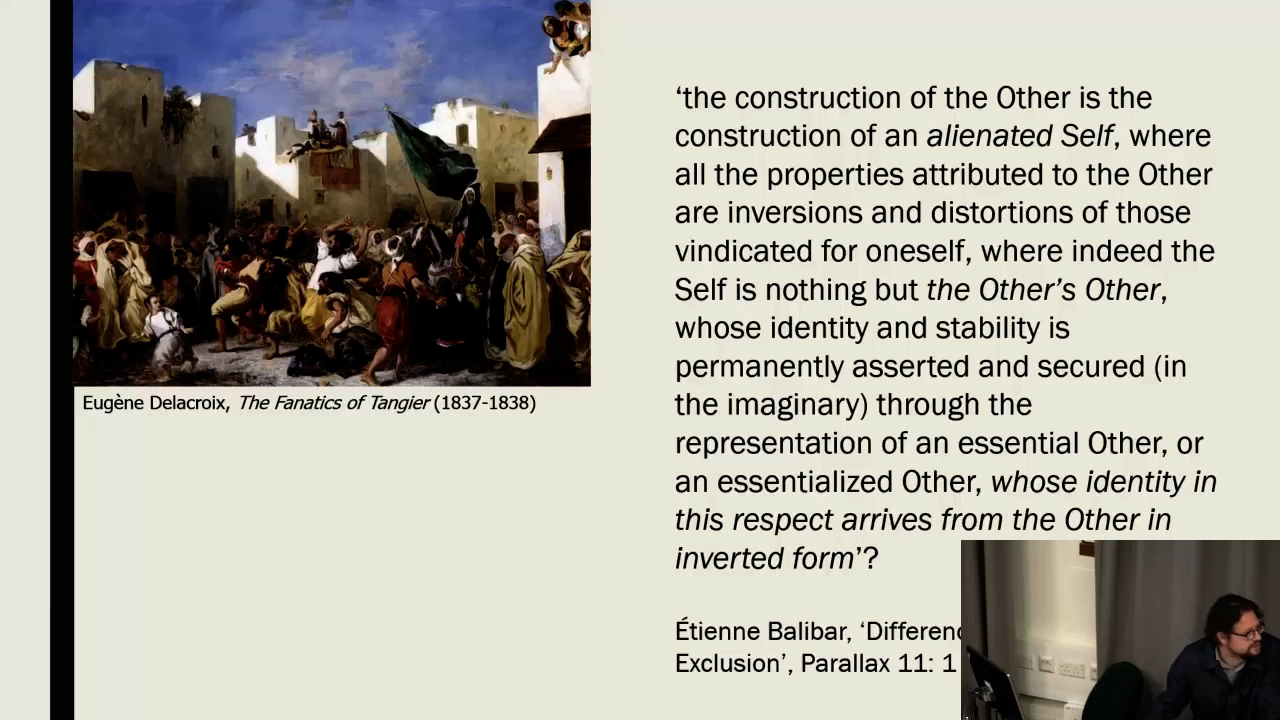 Eugène Delacroix, The Fanatics of Tangier (1837-1838)
‘the construction of the Other is the
construction of an alienated Self, where
all the properties attributed to the Other
are inversions and distortions of those
vindicated for oneself, where indeed the
Self is nothing but the Other’s Other,
whose identity and stability is
permanently asserted and secured (in
the imaginary) through the
representation of an essential Other, or
an essentialized Other, whose identity in
this respect arrives from the Other in
inverted form’?
Étienne Balibar,
Exclusion’, Parallax 11: 1